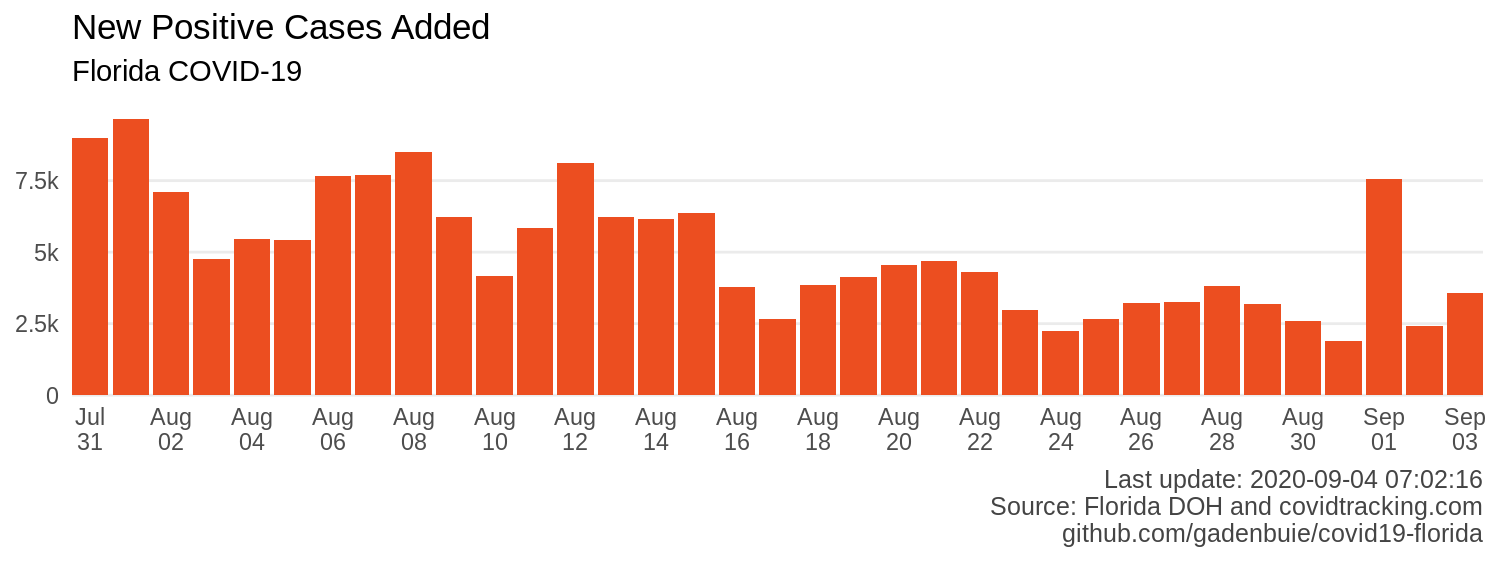 New Positive Cases Added
Florida COVID-19
7.5k
5k
2.5k
0
Jul Aug Aug Aug Aug Aug Aug Aug Aug Aug Aug Aug Aug Aug Aug Aug Sep Sep
31 02 04 06 08 10 12 14 16 18 20 22 24 26 28 30 01 03
Last update: 2020-09-04 07:02:16
Source: Florida DOH and covidtracking.com
github.com/gadenbuie/covid19-florida